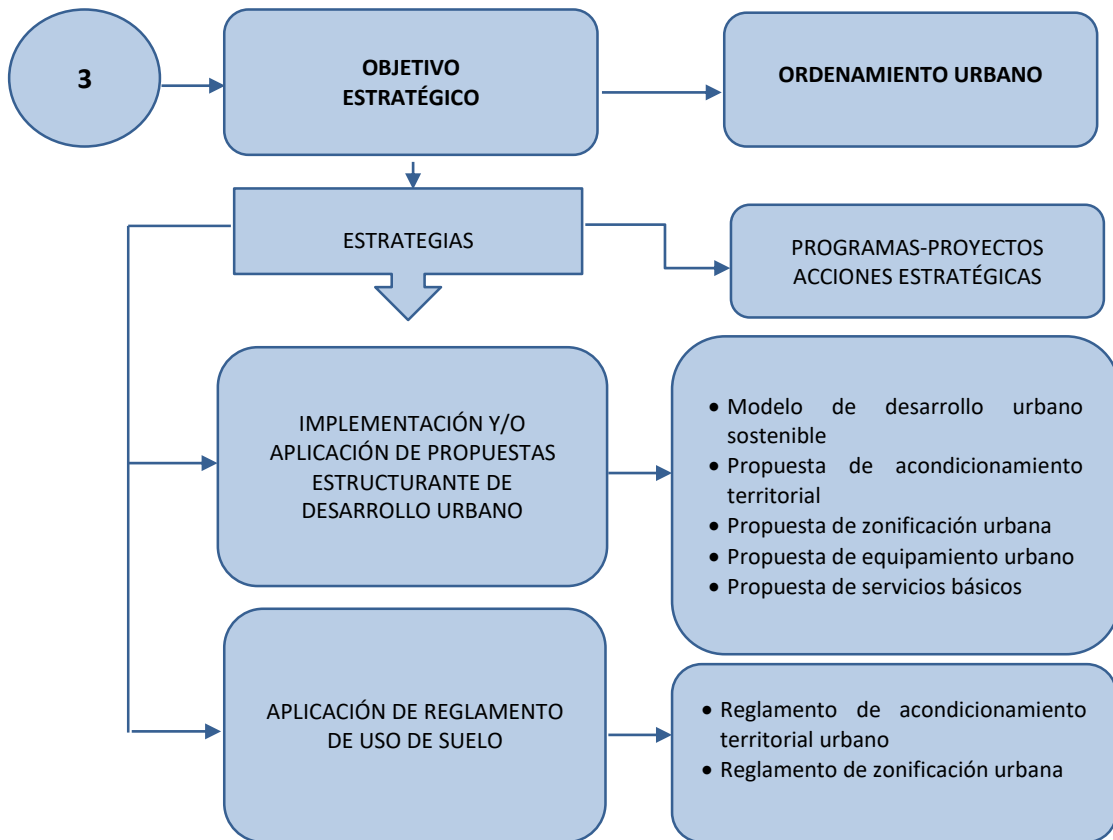 3
OBJETIVO
ESTRATÉGICO
ORDENAMIENTO URBANO
ESTRATEGIAS
PROGRAMAS-PROYECTOS
ACCIONES ESTRATÉGICAS
IMPLEMENTACIÓN Y/O
APLICACIÓN DE PROPUESTAS
ESTRUCTURANTE DE
DESARROLLO URBANO
• Modelo de desarrollo urbano
sostenible
• Propuesta de acondicionamiento
territorial
• Propuesta de zonificación urbana
• Propuesta de equipamiento urbano
• Propuesta de servicios básicos
APLICACIÓN DE REGLAMENTO
DE USO DE SUELO
• Reglamento de acondicionamiento
territorial urbano
• Reglamento de zonificación urbana